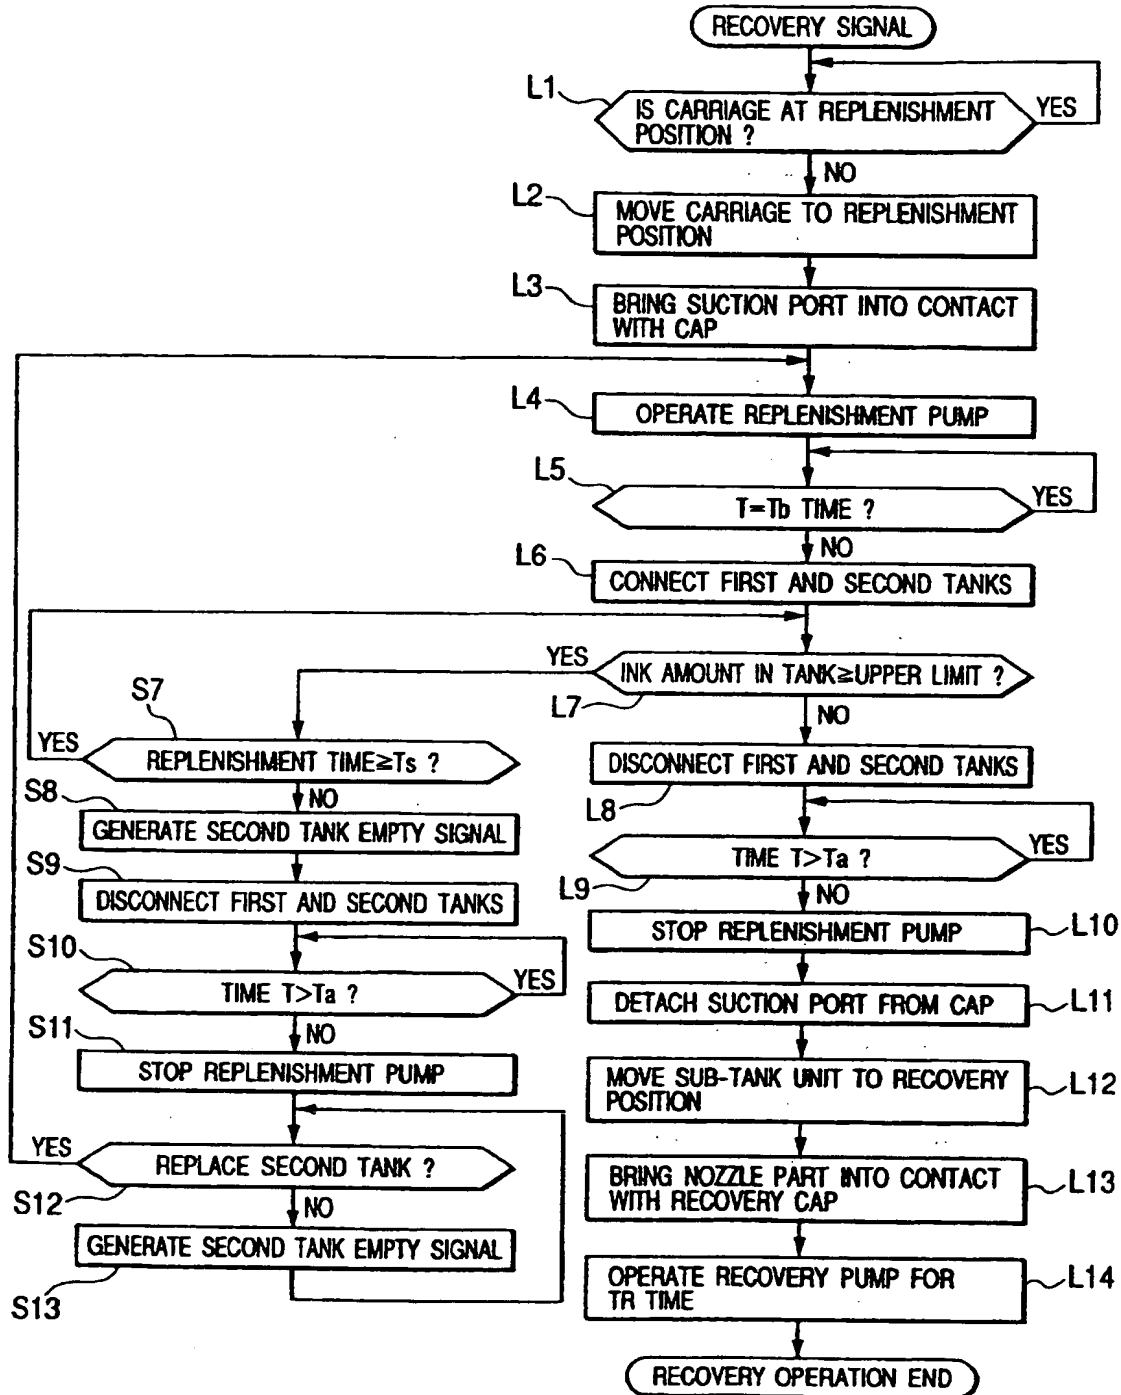 RECOVERY SIGNAL
L1
IS CARRIAGE AT REPLENISHMENT
POSITION ?
YES
NO
L2
MOVE CARRIAGE TO REPLENISHMENT
POSITION
L3
BRING SUCTION PORT INTO CONTACT
WITH CAP
L4
OPERATE REPLENISHMENT PUMP
L5
T=Tb TIME ?
YES
NO
L6
CONNECT FIRST AND SECOND TANKS
YES
INK AMOUNT IN TANK≧UPPER LIMIT ?
L7
NO
S7
YES
REPLENISHMENT TIME≧Ts ?
NO
S8
GENERATE SECOND TANK EMPTY SIGNAL
S9
DISCONNECT FIRST AND SECOND TANKS
S10
TIME T>Ta ?
YES
NO
S11
STOP REPLENISHMENT PUMP
YES
REPLACE SECOND TANK ?
S12
NO
GENERATE SECOND TANK EMPTY SIGNAL
S13
DISCONNECT FIRST AND SECOND TANKS
L8
TIME T>Ta ?
YES
L9
NO
STOP REPLENISHMENT PUMP
L10
DETACH SUCTION PORT FROM CAP
L11
MOVE SUB-TANK UNIT TO RECOVERY
POSITION
L12
BRING NOZZLE PART INTO CONTACT
WITH RECOVERY CAP
L13
OPERATE RECOVERY PUMP FOR
TR TIME
L14
RECOVERY OPERATION END